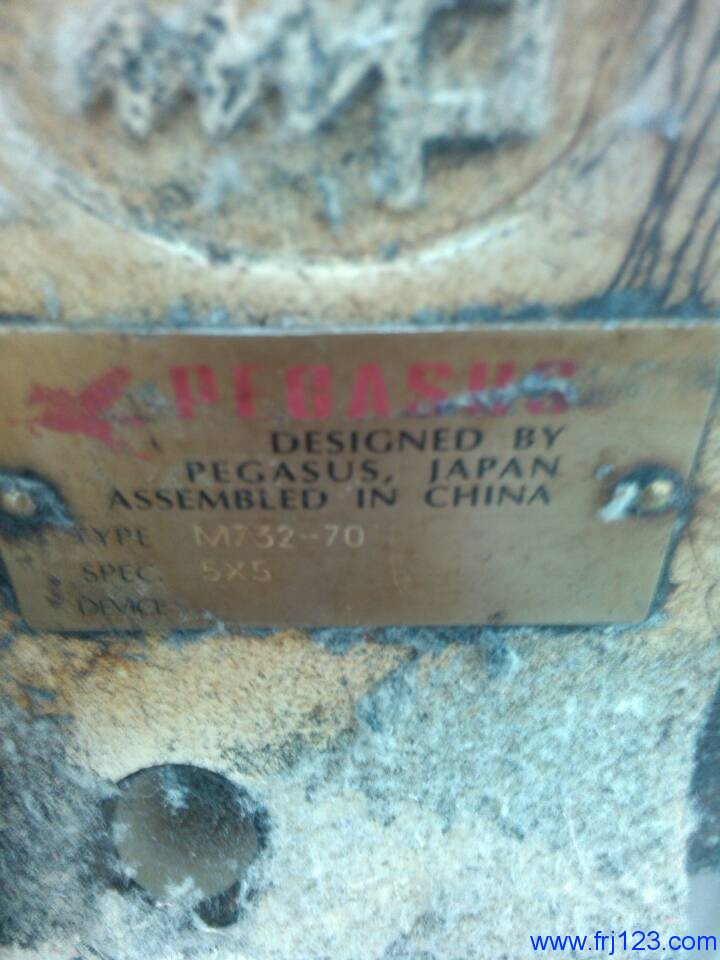 PEGASUS
DESIGNED BY
PEGASUS, JAPAN
ASSEMBLED IN CHINA
TYPE M732-70
SPEC. 5X5
DEVICE
www.frj123.com